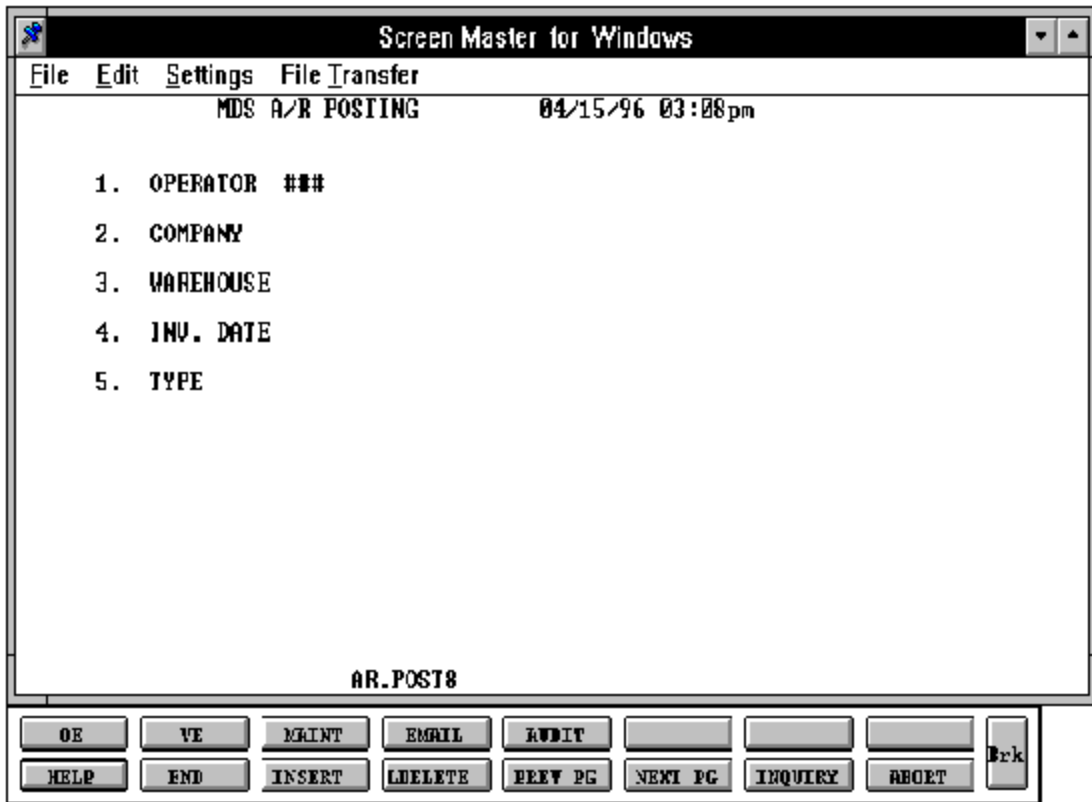 Screen Master for Windows
File Edit Settings File Transfer
MDS A/R POSTING 04/15/96 03:08pm
1. OPERATOR ###
2. COMPANY
3. WAREHOUSE
4. INV. DATE
5. TYPE
AR.POST8
OE VE MAINT EMAIL AUDIT
Brk
HELP END INSERT LDELETE PREV PG NEXT PG INQUIRY ABORT